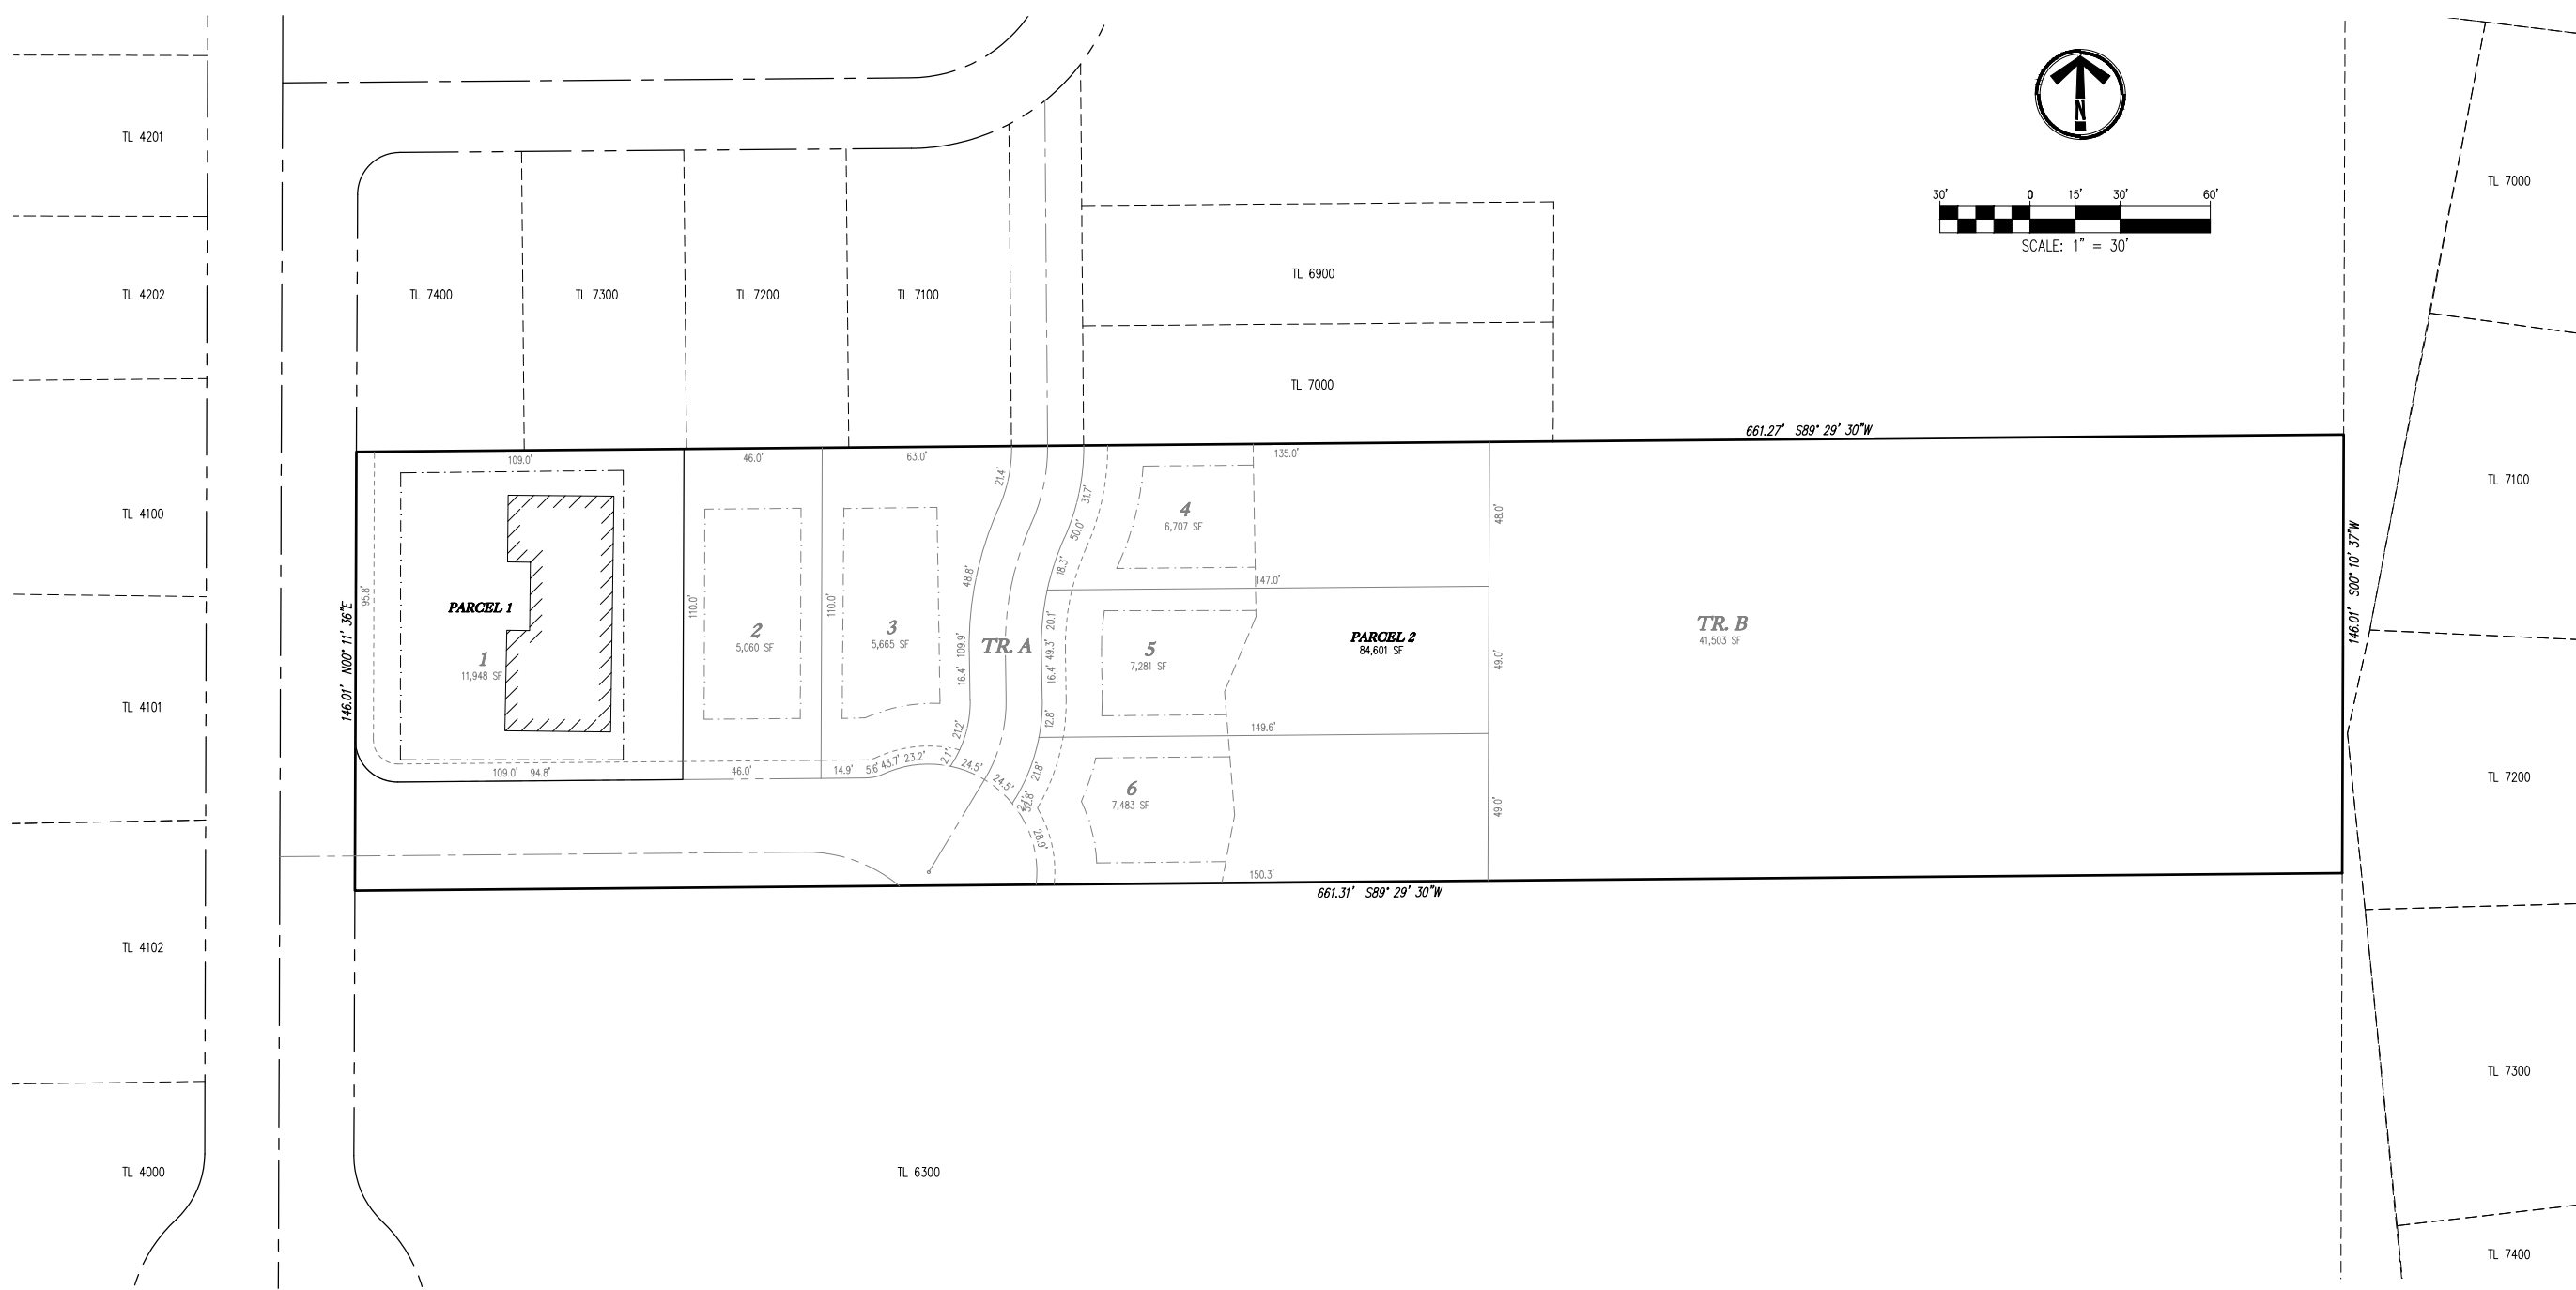 TL 4201
TL 4202
TL 4100
TL 4101
TL 4102
TL 4000
TL 7400
TL 7300
TL 7200
TL 7100
TL 6900
TL 7000
N
30' 0 15' 30' 60'
SCALE: 1" = 30'
TL 7000
TL 7100
TL 7200
TL 7300
TL 7400
661.27' S89° 29' 30"W
146.01' S00° 10' 37"W
661.31' S89° 29' 30"W
146.01' N00° 11' 36"E
109.0'
46.0'
63.0'
135.0'
95.8'
PARCEL 1
1
11,948 SF
110.0'
2
5,060 SF
110.0'
3
5,665 SF
21.4'
48.8'
109.9'
16.4'
21.2'
2.1'
TR. A
31.7'
50.0'
18.3'
20.1'
49.3'
16.4'
12.8'
21.8'
52.8'
28.9'
4
6,707 SF
48.0'
147.0'
5
7,281 SF
49.0'
PARCEL 2
84,601 SF
149.6'
6
7,483 SF
49.0'
150.3'
TR. B
41,503 SF
109.0' 94.8'
46.0'
14.9' 5.6' 43.7' 23.2'
24.5'
24.5'
TL 6300